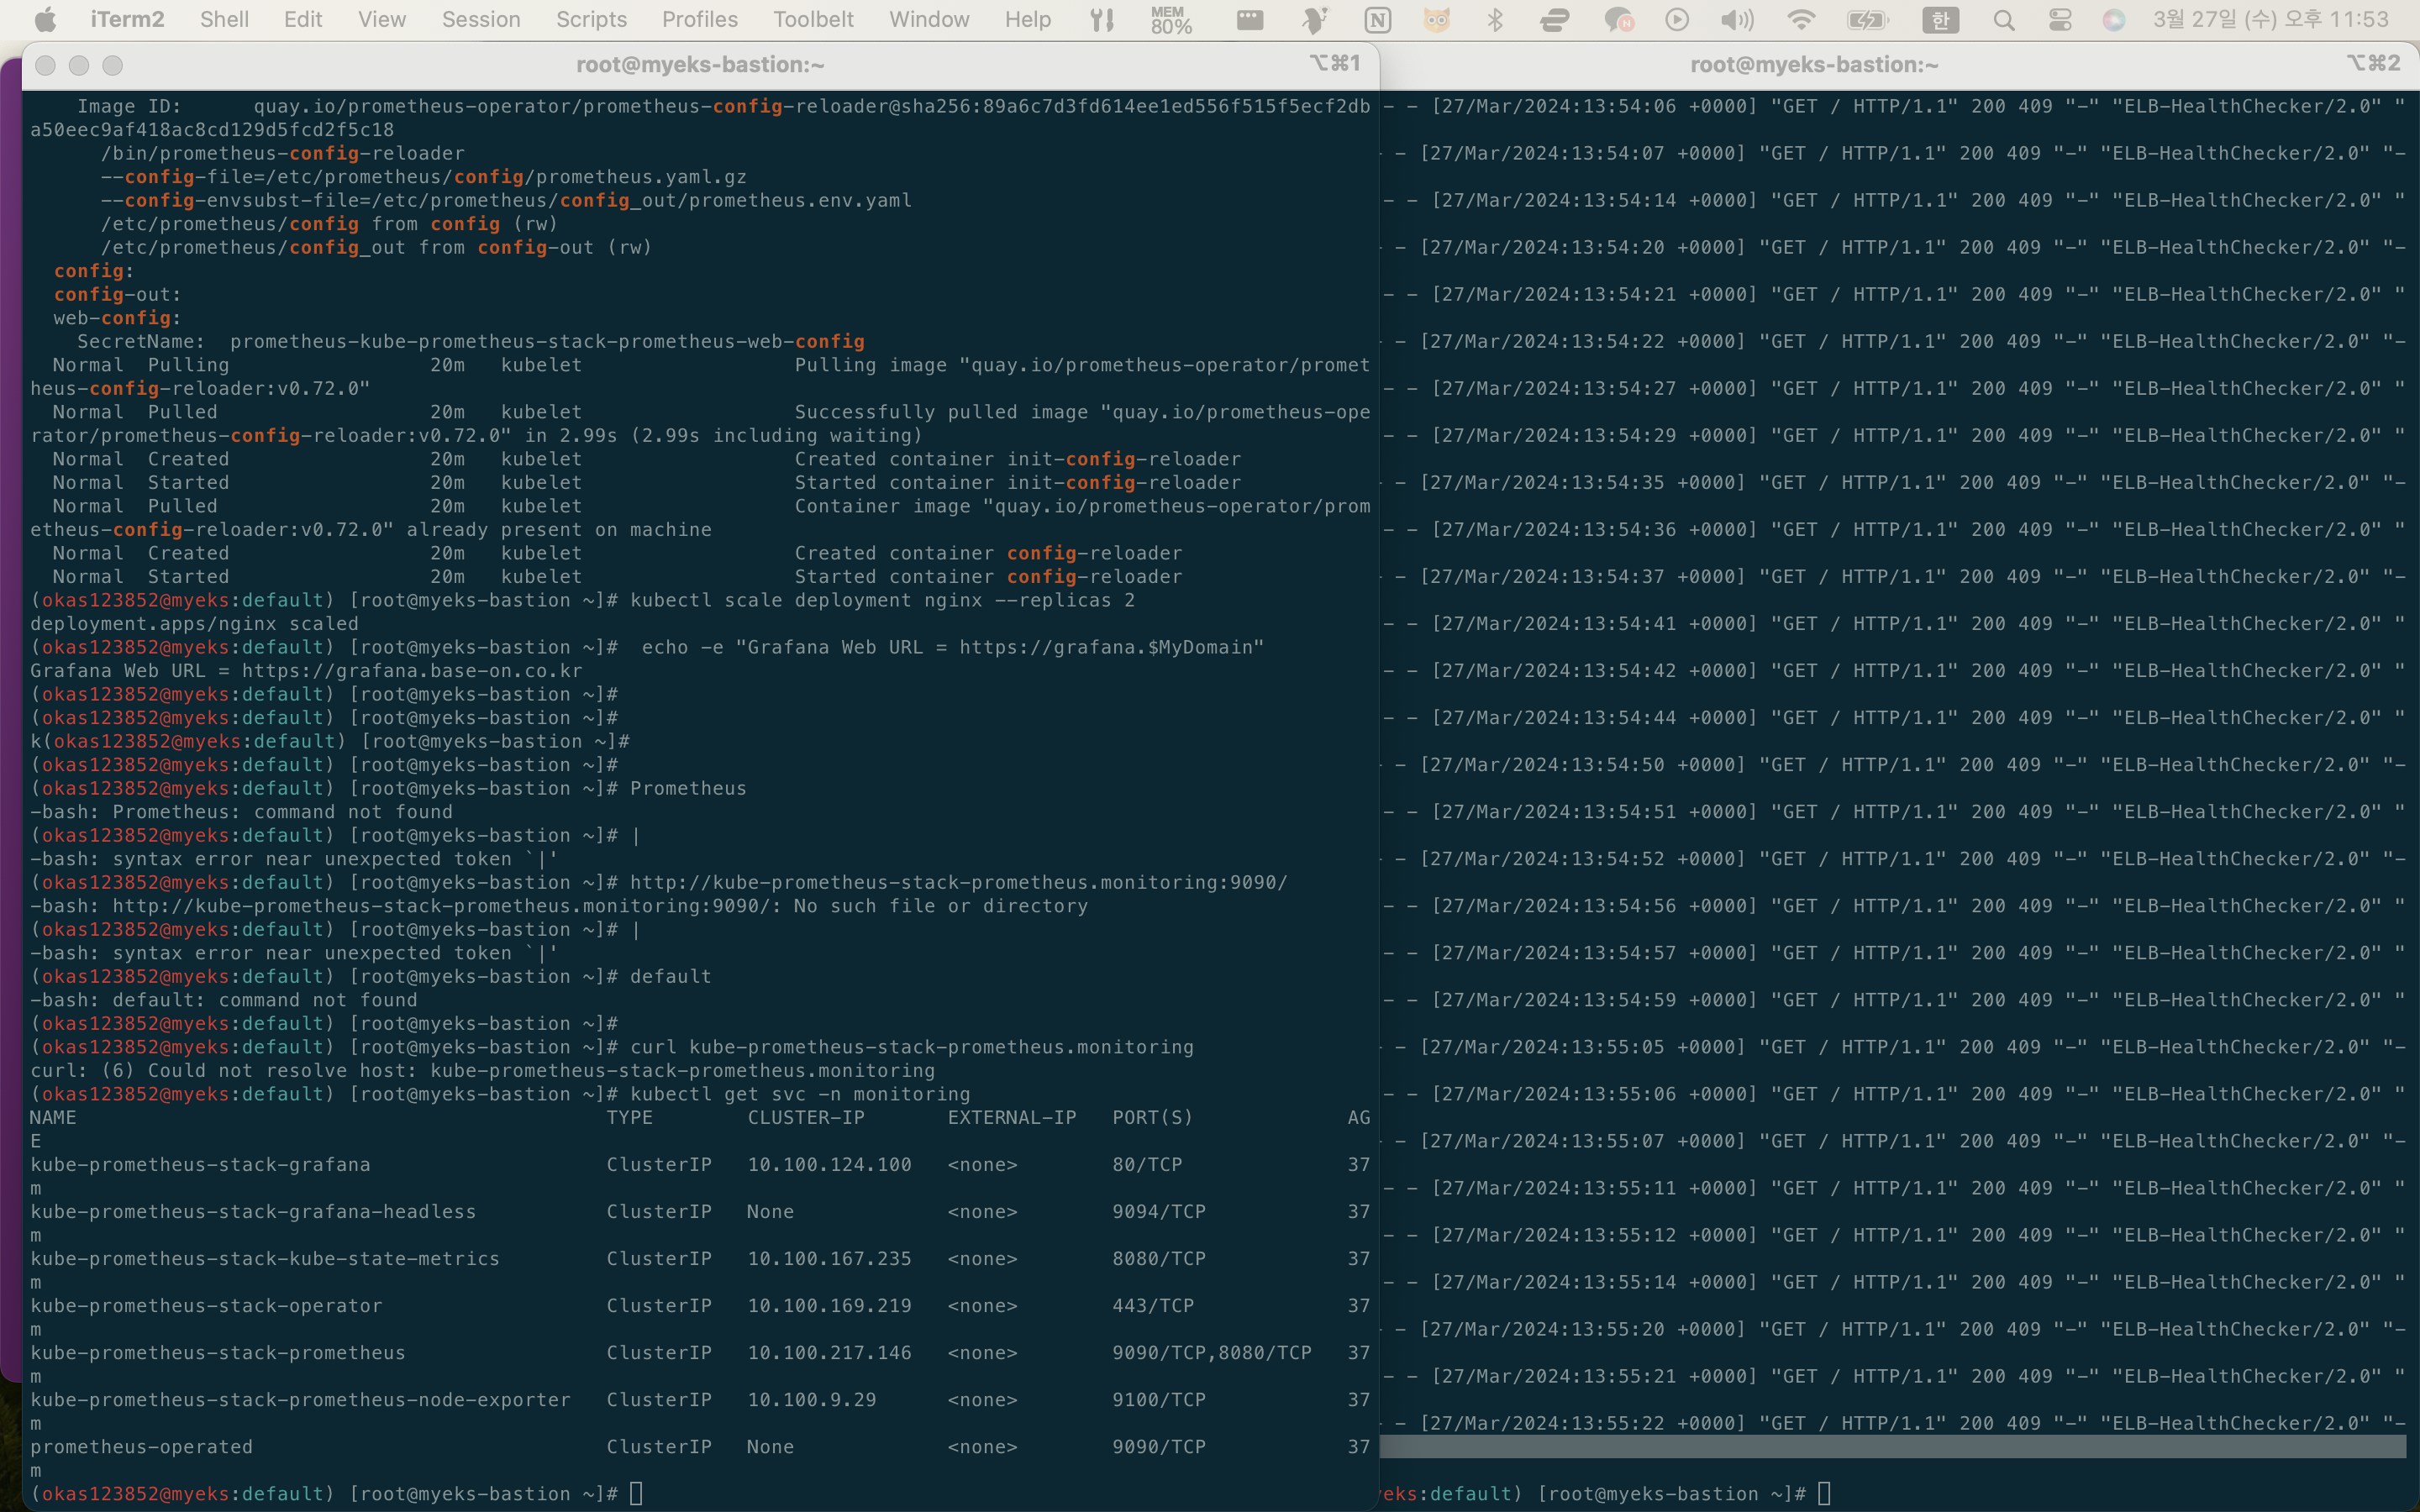 iTerm2 Shell Edit View Session Scripts Profiles Toolbelt Window Help MEM 80% 한 3월 27일 (수) 오후 11:53
root@myeks-bastion:~ ⌥⌘1
    Image ID:      quay.io/prometheus-operator/prometheus-config-reloader@sha256:89a6c7d3fd614ee1ed556f515f5ecf2db
a50eec9af418ac8cd129d5fcd2f5c18
      /bin/prometheus-config-reloader
      --config-file=/etc/prometheus/config/prometheus.yaml.gz
      --config-envsubst-file=/etc/prometheus/config_out/prometheus.env.yaml
      /etc/prometheus/config from config (rw)
      /etc/prometheus/config_out from config-out (rw)
  config:
  config-out:
  web-config:
    SecretName:  prometheus-kube-prometheus-stack-prometheus-web-config
  Normal  Pulling                 20m   kubelet                  Pulling image "quay.io/prometheus-operator/promet
heus-config-reloader:v0.72.0"
  Normal  Pulled                  20m   kubelet                  Successfully pulled image "quay.io/prometheus-ope
rator/prometheus-config-reloader:v0.72.0" in 2.99s (2.99s including waiting)
  Normal  Created                 20m   kubelet                  Created container init-config-reloader
  Normal  Started                 20m   kubelet                  Started container init-config-reloader
  Normal  Pulled                  20m   kubelet                  Container image "quay.io/prometheus-operator/prom
etheus-config-reloader:v0.72.0" already present on machine
  Normal  Created                 20m   kubelet                  Created container config-reloader
  Normal  Started                 20m   kubelet                  Started container config-reloader
(okas123852@myeks:default) [root@myeks-bastion ~]# kubectl scale deployment nginx --replicas 2
deployment.apps/nginx scaled
(okas123852@myeks:default) [root@myeks-bastion ~]#  echo -e "Grafana Web URL = https://grafana.$MyDomain"
Grafana Web URL = https://grafana.base-on.co.kr
(okas123852@myeks:default) [root@myeks-bastion ~]#
(okas123852@myeks:default) [root@myeks-bastion ~]#
k(okas123852@myeks:default) [root@myeks-bastion ~]#
(okas123852@myeks:default) [root@myeks-bastion ~]#
(okas123852@myeks:default) [root@myeks-bastion ~]# Prometheus
-bash: Prometheus: command not found
(okas123852@myeks:default) [root@myeks-bastion ~]# |
-bash: syntax error near unexpected token `|'
(okas123852@myeks:default) [root@myeks-bastion ~]# http://kube-prometheus-stack-prometheus.monitoring:9090/
-bash: http://kube-prometheus-stack-prometheus.monitoring:9090/: No such file or directory
(okas123852@myeks:default) [root@myeks-bastion ~]# |
-bash: syntax error near unexpected token `|'
(okas123852@myeks:default) [root@myeks-bastion ~]# default
-bash: default: command not found
(okas123852@myeks:default) [root@myeks-bastion ~]#
(okas123852@myeks:default) [root@myeks-bastion ~]# curl kube-prometheus-stack-prometheus.monitoring
curl: (6) Could not resolve host: kube-prometheus-stack-prometheus.monitoring
(okas123852@myeks:default) [root@myeks-bastion ~]# kubectl get svc -n monitoring
NAME                                             TYPE        CLUSTER-IP       EXTERNAL-IP   PORT(S)             AG
E
kube-prometheus-stack-grafana                    ClusterIP   10.100.124.100   <none>        80/TCP              37
m
kube-prometheus-stack-grafana-headless           ClusterIP   None             <none>        9094/TCP            37
m
kube-prometheus-stack-kube-state-metrics         ClusterIP   10.100.167.235   <none>        8080/TCP            37
m
kube-prometheus-stack-operator                   ClusterIP   10.100.169.219   <none>        443/TCP             37
m
kube-prometheus-stack-prometheus                 ClusterIP   10.100.217.146   <none>        9090/TCP,8080/TCP   37
m
kube-prometheus-stack-prometheus-node-exporter   ClusterIP   10.100.9.29      <none>        9100/TCP            37
m
prometheus-operated                              ClusterIP   None             <none>        9090/TCP            37
m
(okas123852@myeks:default) [root@myeks-bastion ~]#
root@myeks-bastion:~ ⌥⌘2
- - [27/Mar/2024:13:54:06 +0000] "GET / HTTP/1.1" 200 409 "-" "ELB-HealthChecker/2.0" "
- - [27/Mar/2024:13:54:07 +0000] "GET / HTTP/1.1" 200 409 "-" "ELB-HealthChecker/2.0" "-
- - [27/Mar/2024:13:54:14 +0000] "GET / HTTP/1.1" 200 409 "-" "ELB-HealthChecker/2.0" "
- - [27/Mar/2024:13:54:20 +0000] "GET / HTTP/1.1" 200 409 "-" "ELB-HealthChecker/2.0" "-
- - [27/Mar/2024:13:54:21 +0000] "GET / HTTP/1.1" 200 409 "-" "ELB-HealthChecker/2.0" "
- - [27/Mar/2024:13:54:22 +0000] "GET / HTTP/1.1" 200 409 "-" "ELB-HealthChecker/2.0" "-
- - [27/Mar/2024:13:54:27 +0000] "GET / HTTP/1.1" 200 409 "-" "ELB-HealthChecker/2.0" "
- - [27/Mar/2024:13:54:29 +0000] "GET / HTTP/1.1" 200 409 "-" "ELB-HealthChecker/2.0" "
- - [27/Mar/2024:13:54:35 +0000] "GET / HTTP/1.1" 200 409 "-" "ELB-HealthChecker/2.0" "-
- - [27/Mar/2024:13:54:36 +0000] "GET / HTTP/1.1" 200 409 "-" "ELB-HealthChecker/2.0" "
- - [27/Mar/2024:13:54:37 +0000] "GET / HTTP/1.1" 200 409 "-" "ELB-HealthChecker/2.0" "-
- - [27/Mar/2024:13:54:41 +0000] "GET / HTTP/1.1" 200 409 "-" "ELB-HealthChecker/2.0" "
- - [27/Mar/2024:13:54:42 +0000] "GET / HTTP/1.1" 200 409 "-" "ELB-HealthChecker/2.0" "
- - [27/Mar/2024:13:54:44 +0000] "GET / HTTP/1.1" 200 409 "-" "ELB-HealthChecker/2.0" "
- - [27/Mar/2024:13:54:50 +0000] "GET / HTTP/1.1" 200 409 "-" "ELB-HealthChecker/2.0" "-
- - [27/Mar/2024:13:54:51 +0000] "GET / HTTP/1.1" 200 409 "-" "ELB-HealthChecker/2.0" "
- - [27/Mar/2024:13:54:52 +0000] "GET / HTTP/1.1" 200 409 "-" "ELB-HealthChecker/2.0" "-
- - [27/Mar/2024:13:54:56 +0000] "GET / HTTP/1.1" 200 409 "-" "ELB-HealthChecker/2.0" "
- - [27/Mar/2024:13:54:57 +0000] "GET / HTTP/1.1" 200 409 "-" "ELB-HealthChecker/2.0" "
- - [27/Mar/2024:13:54:59 +0000] "GET / HTTP/1.1" 200 409 "-" "ELB-HealthChecker/2.0" "
- - [27/Mar/2024:13:55:05 +0000] "GET / HTTP/1.1" 200 409 "-" "ELB-HealthChecker/2.0" "-
- - [27/Mar/2024:13:55:06 +0000] "GET / HTTP/1.1" 200 409 "-" "ELB-HealthChecker/2.0" "
- - [27/Mar/2024:13:55:07 +0000] "GET / HTTP/1.1" 200 409 "-" "ELB-HealthChecker/2.0" "-
- - [27/Mar/2024:13:55:11 +0000] "GET / HTTP/1.1" 200 409 "-" "ELB-HealthChecker/2.0" "
- - [27/Mar/2024:13:55:12 +0000] "GET / HTTP/1.1" 200 409 "-" "ELB-HealthChecker/2.0" "
- - [27/Mar/2024:13:55:14 +0000] "GET / HTTP/1.1" 200 409 "-" "ELB-HealthChecker/2.0" "
- - [27/Mar/2024:13:55:20 +0000] "GET / HTTP/1.1" 200 409 "-" "ELB-HealthChecker/2.0" "-
- - [27/Mar/2024:13:55:21 +0000] "GET / HTTP/1.1" 200 409 "-" "ELB-HealthChecker/2.0" "
- - [27/Mar/2024:13:55:22 +0000] "GET / HTTP/1.1" 200 409 "-" "ELB-HealthChecker/2.0" "-
eks:default) [root@myeks-bastion ~]#